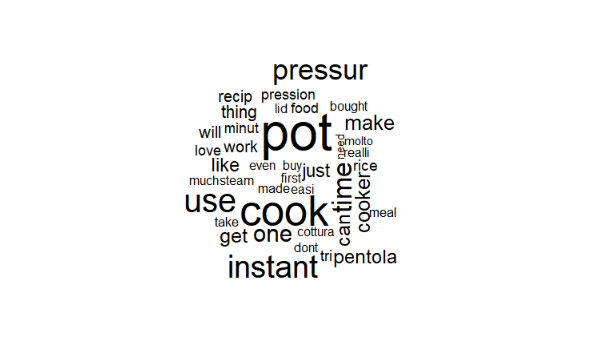 pressur
recip
pression
thing
lid
food
bought
will
minut
pot
make
love
work
need
molto
realli
like
even
buy
just
rice
first
much
steam
made
easi
time
cooker
use
cook
can
meal
take
get
one
cottura
dont
instant
tri
pentola